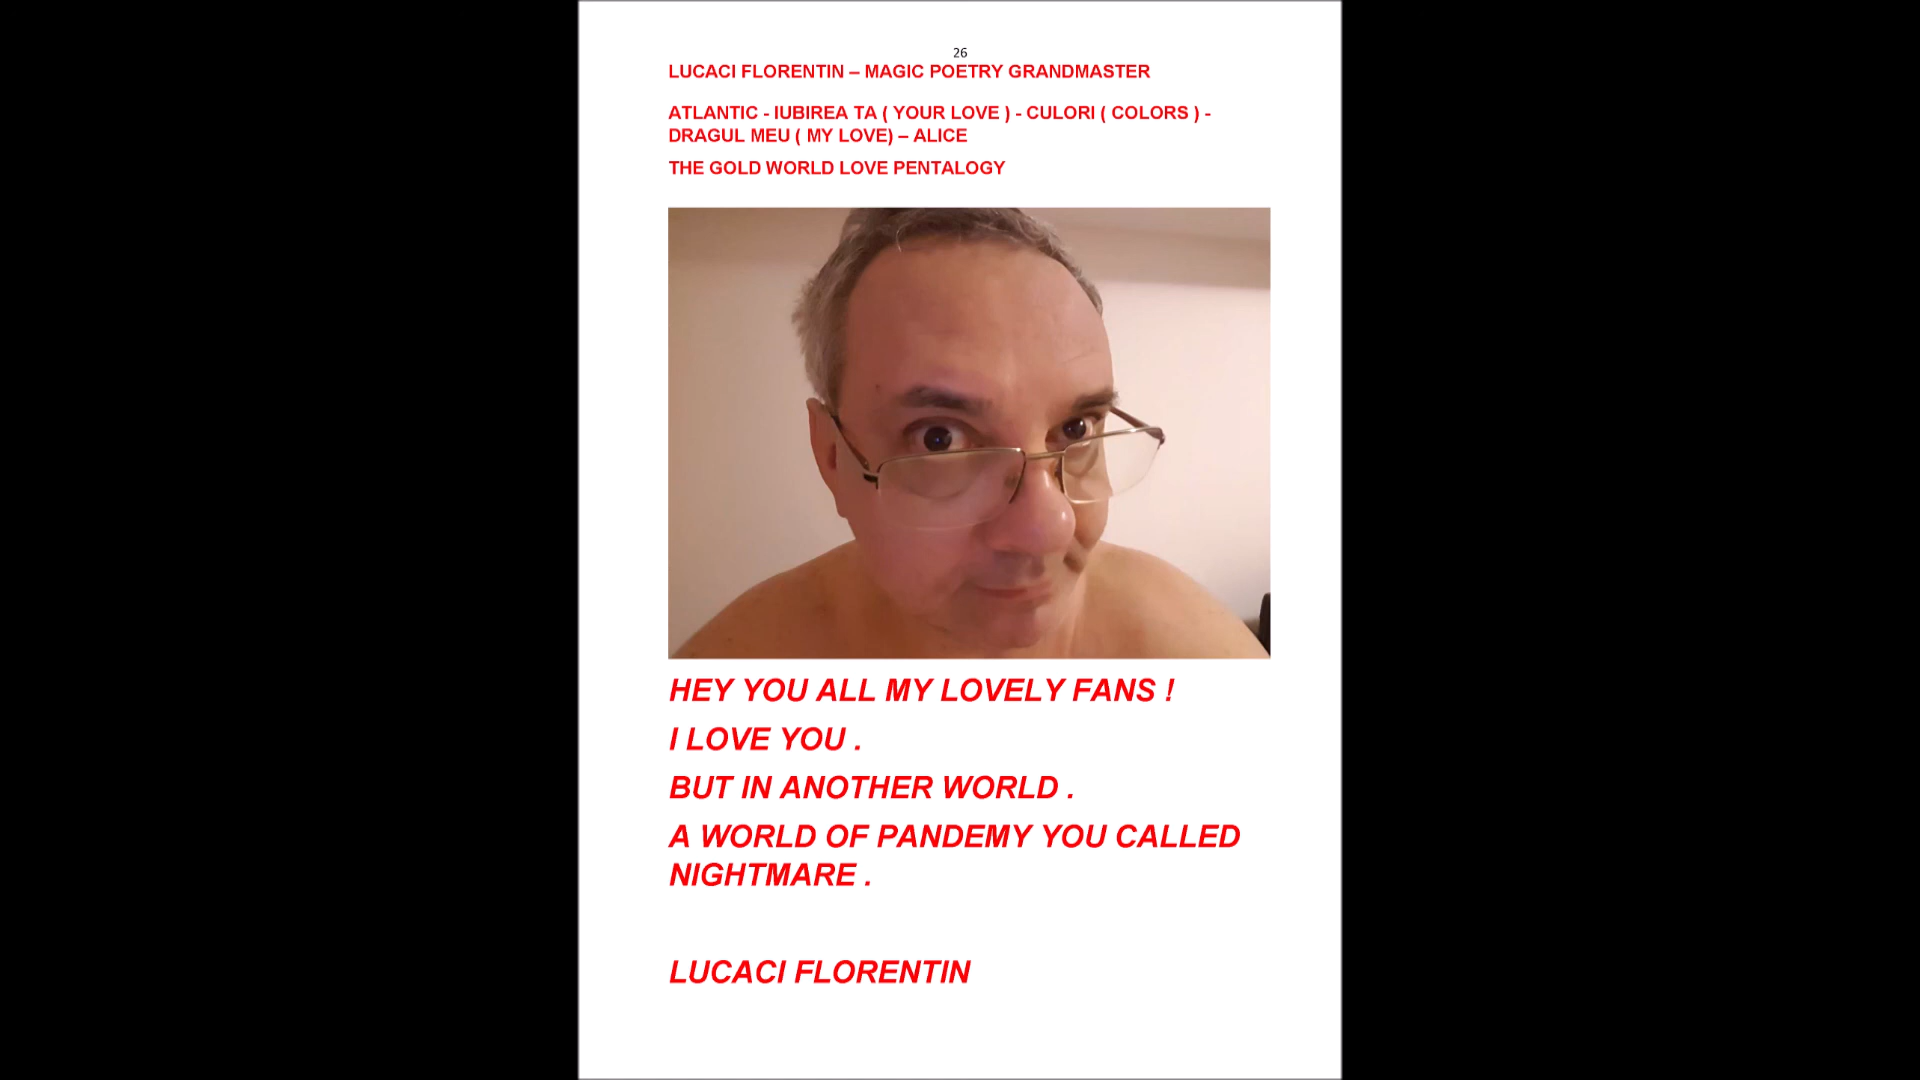 26
LUCACI FLORENTIN – MAGIC POETRY GRANDMASTER
ATLANTIC - IUBIREA TA ( YOUR LOVE ) - CULORI ( COLORS ) -
DRAGUL MEU ( MY LOVE) – ALICE
THE GOLD WORLD LOVE PENTALOGY
HEY YOU ALL MY LOVELY FANS !
I LOVE YOU .
BUT IN ANOTHER WORLD .
A WORLD OF PANDEMY YOU CALLED
NIGHTMARE .
LUCACI FLORENTIN